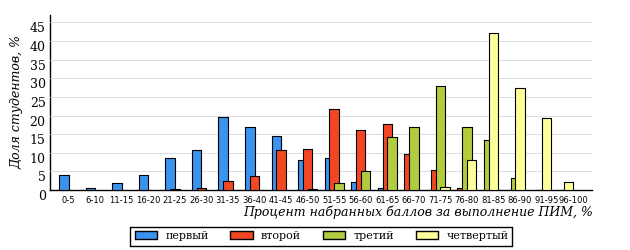 45
40
35
30
25
20
15
10
5
0
Доля студентов, %
0-5 6-10 11-15 16-20 21-25 26-30 31-35 36-40 41-45 46-50 51-55 56-60 61-65 66-70 71-75 76-80 81-85 86-90 91-95 96-100
Процент набранных баллов за выполнение ПИМ, %
первый второй третий четвертый